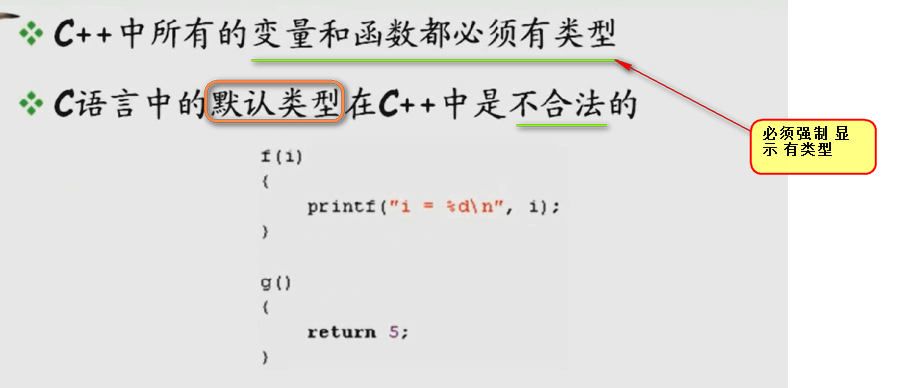 C++中所有的变量和函数都必须有类型
C语言中的默认类型在C++中是不合法的
必须强制 显
示 有类型
f(i)
{
    printf("i = %d\n", i);
}
g()
{
    return 5;
}